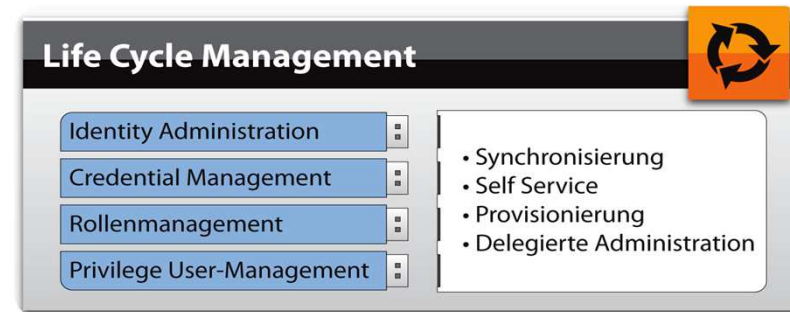 Life Cycle Management
Identity Administration
Credential Management
Rollenmanagement
Privilege User-Management
• Synchronisierung
• Self Service
• Provisionierung
• Delegierte Administration